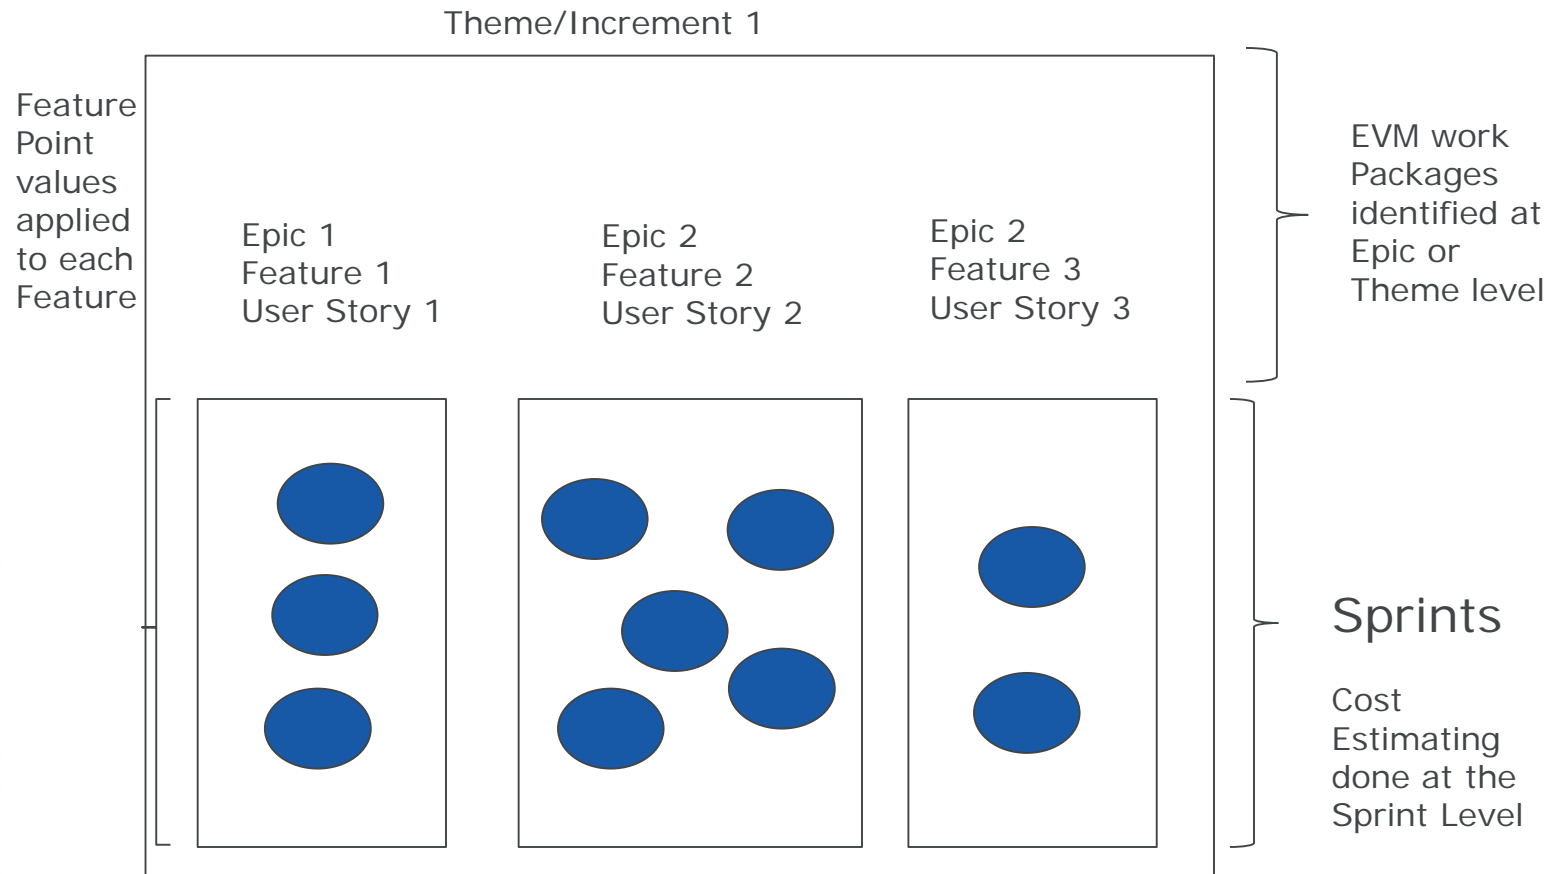 Theme/Increment 1
Feature
Point
values
applied
to each
Feature
Epic 1
Feature 1
User Story 1
Epic 2
Feature 2
User Story 2
Epic 2
Feature 3
User Story 3
EVM work
Packages
identified at
Epic or
Theme level
Sprints
Cost
Estimating
done at the
Sprint Level